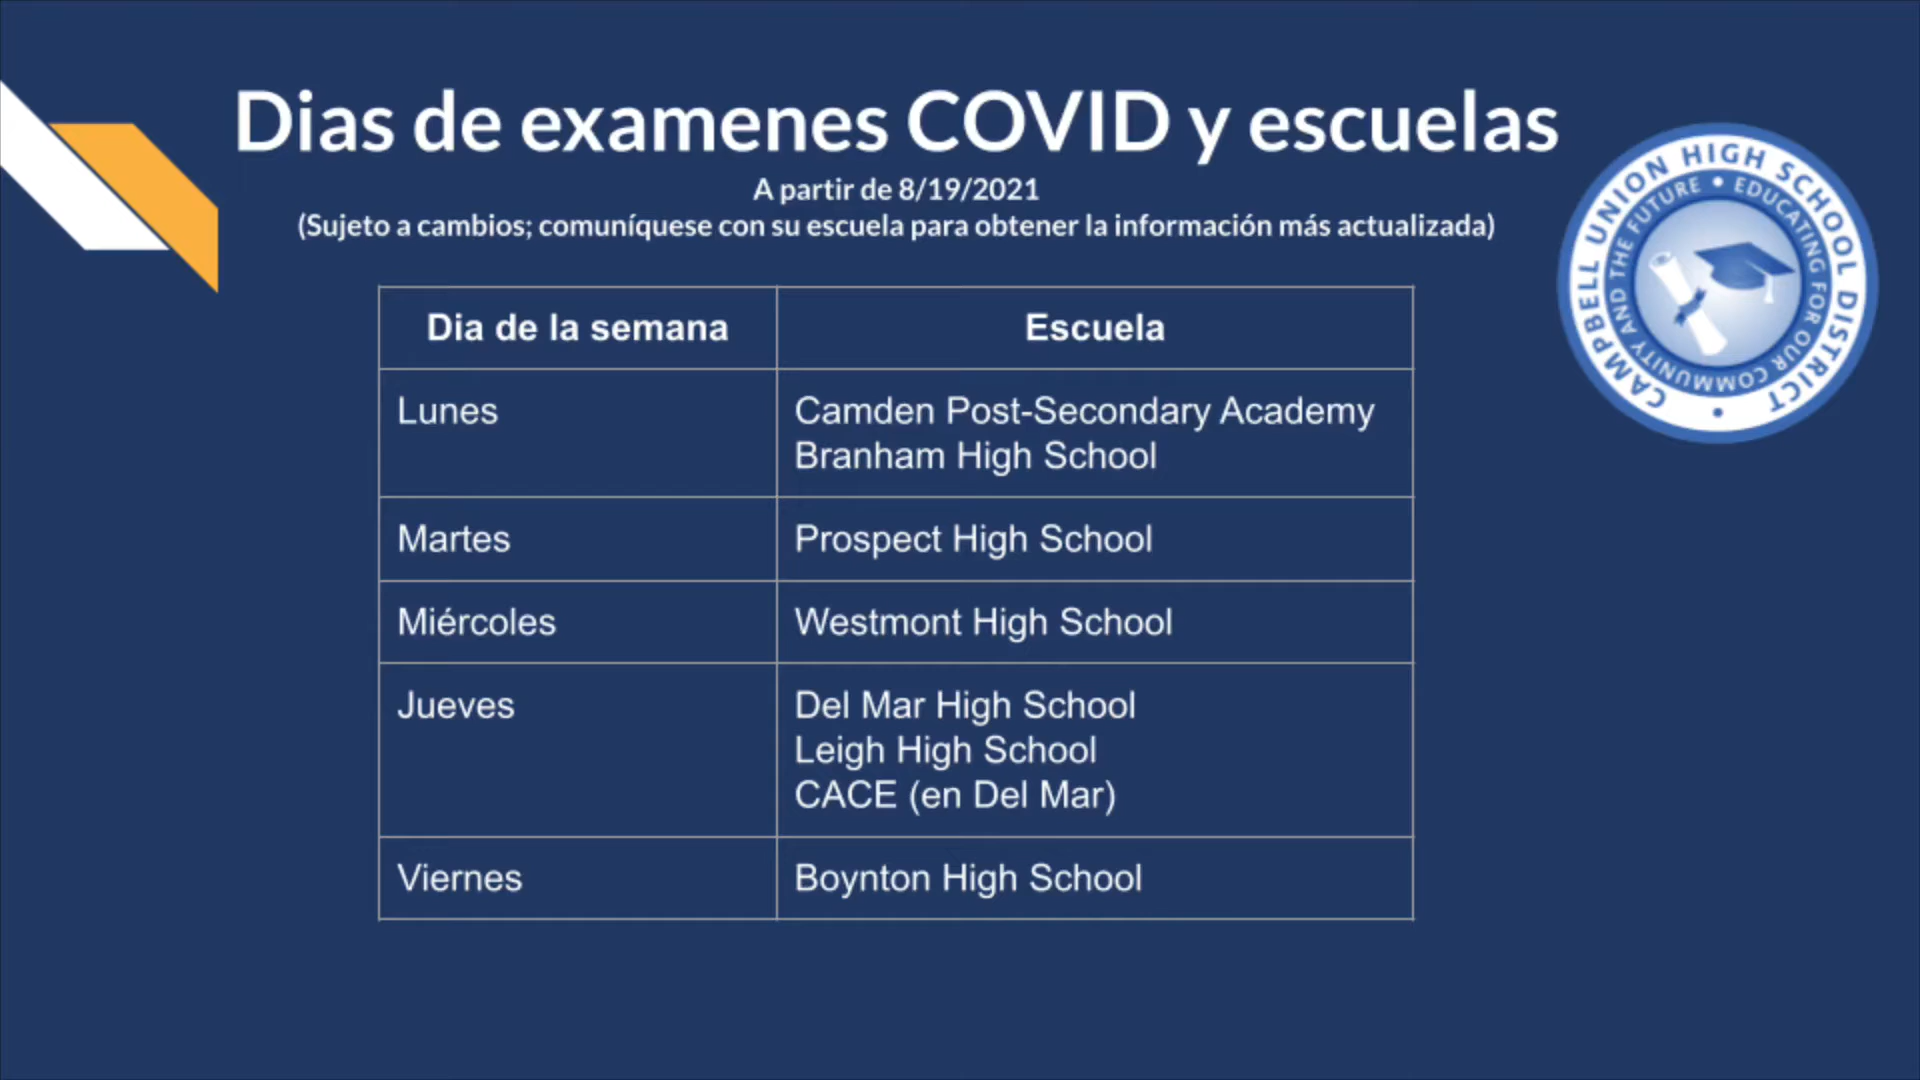 Dias de examenes COVID y escuelas
A partir de 8/19/2021
(Sujeto a cambios; comuníquese con su escuela para obtener la información más actualizada)
Dia de la semana
Escuela
Lunes
Camden Post-Secondary Academy
Branham High School
Martes
Prospect High School
Miércoles
Westmont High School
Jueves
Del Mar High School
Leigh High School
CACE (en Del Mar)
Viernes
Boynton High School
CAMPBELL UNION HIGH SCHOOL DISTRICT •
EDUCATING FOR OUR COMMUNITY AND THE FUTURE •